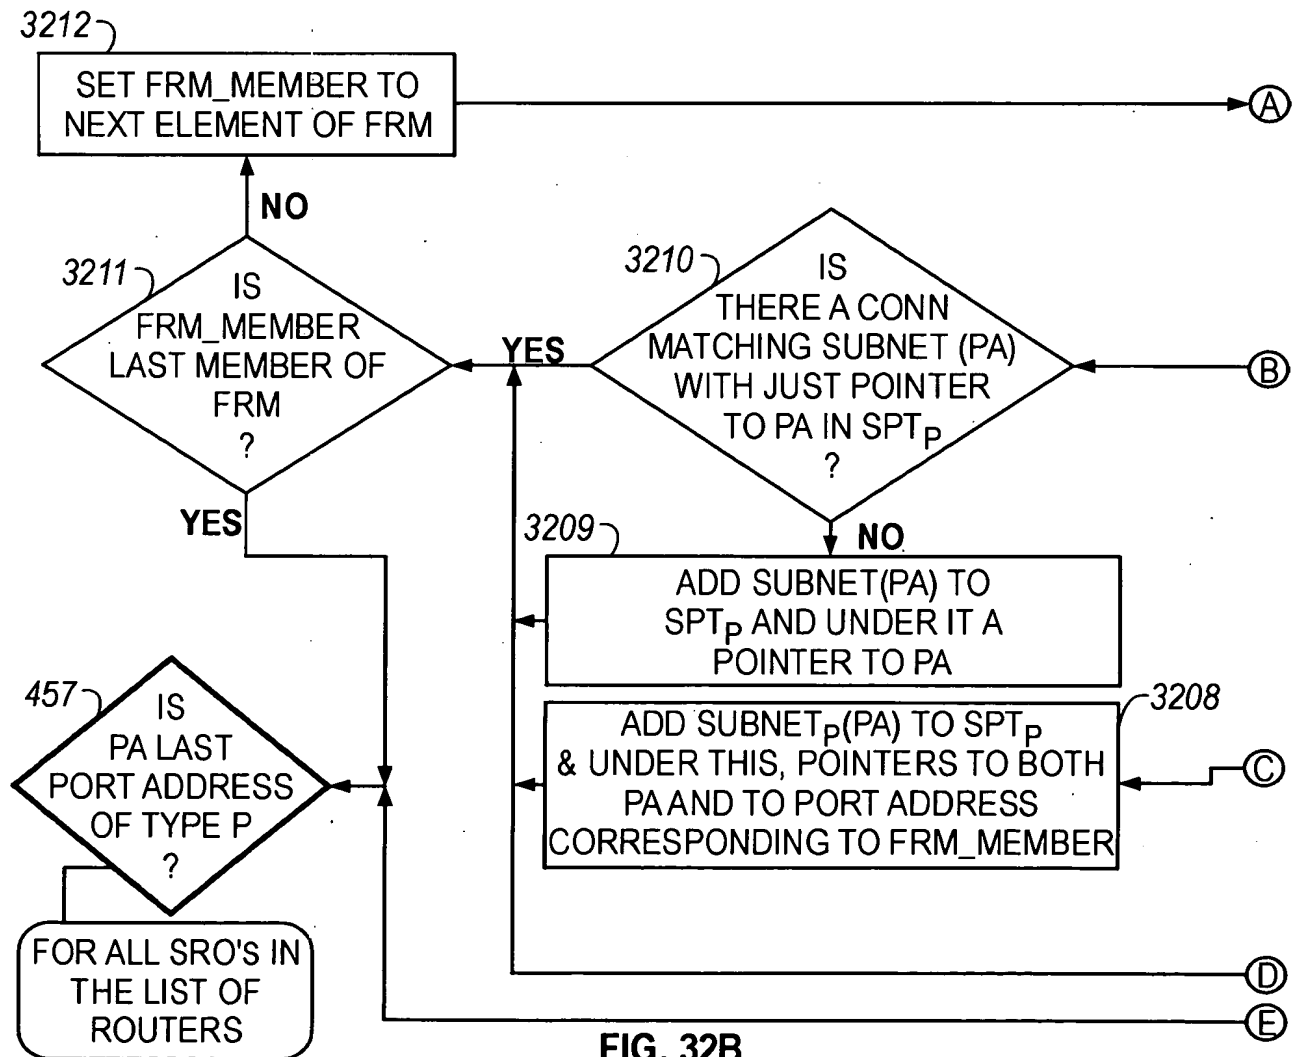 3212
SET FRM_MEMBER TO
NEXT ELEMENT OF FRM
A
NO
3211
IS
FRM_MEMBER
LAST MEMBER OF
FRM
?
YES
3210
IS
THERE A CONN
MATCHING SUBNET (PA)
WITH JUST POINTER
TO PA IN SPTP
?
B
YES
NO
3209
ADD SUBNET(PA) TO
SPTP AND UNDER IT A
POINTER TO PA
3208
ADD SUBNETP(PA) TO SPTP
& UNDER THIS, POINTERS TO BOTH
PA AND TO PORT ADDRESS
CORRESPONDING TO FRM_MEMBER
C
457
IS
PA LAST
PORT ADDRESS
OF TYPE P
?
FOR ALL SRO'S IN
THE LIST OF
ROUTERS
D
E
FIG. 32B